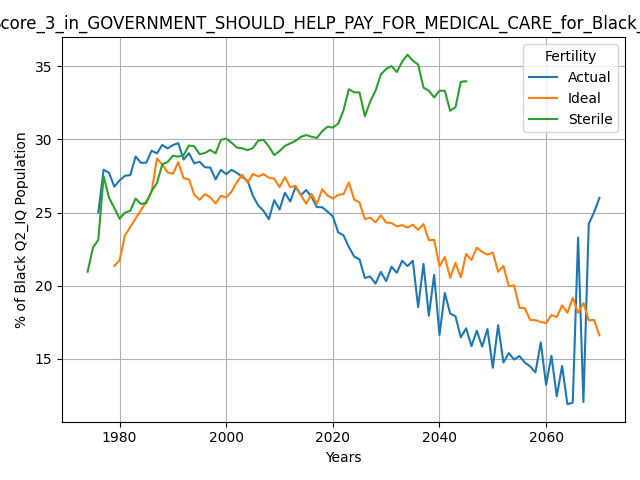 core_3_in_GOVERNMENT_SHOULD_HELP_PAY_FOR_MEDICAL_CARE_for_Black_
Fertility
Actual
Ideal
Sterile
% of Black Q2_IQ Population
35
30
25
20
15
1980
2000
2020
2040
2060
Years